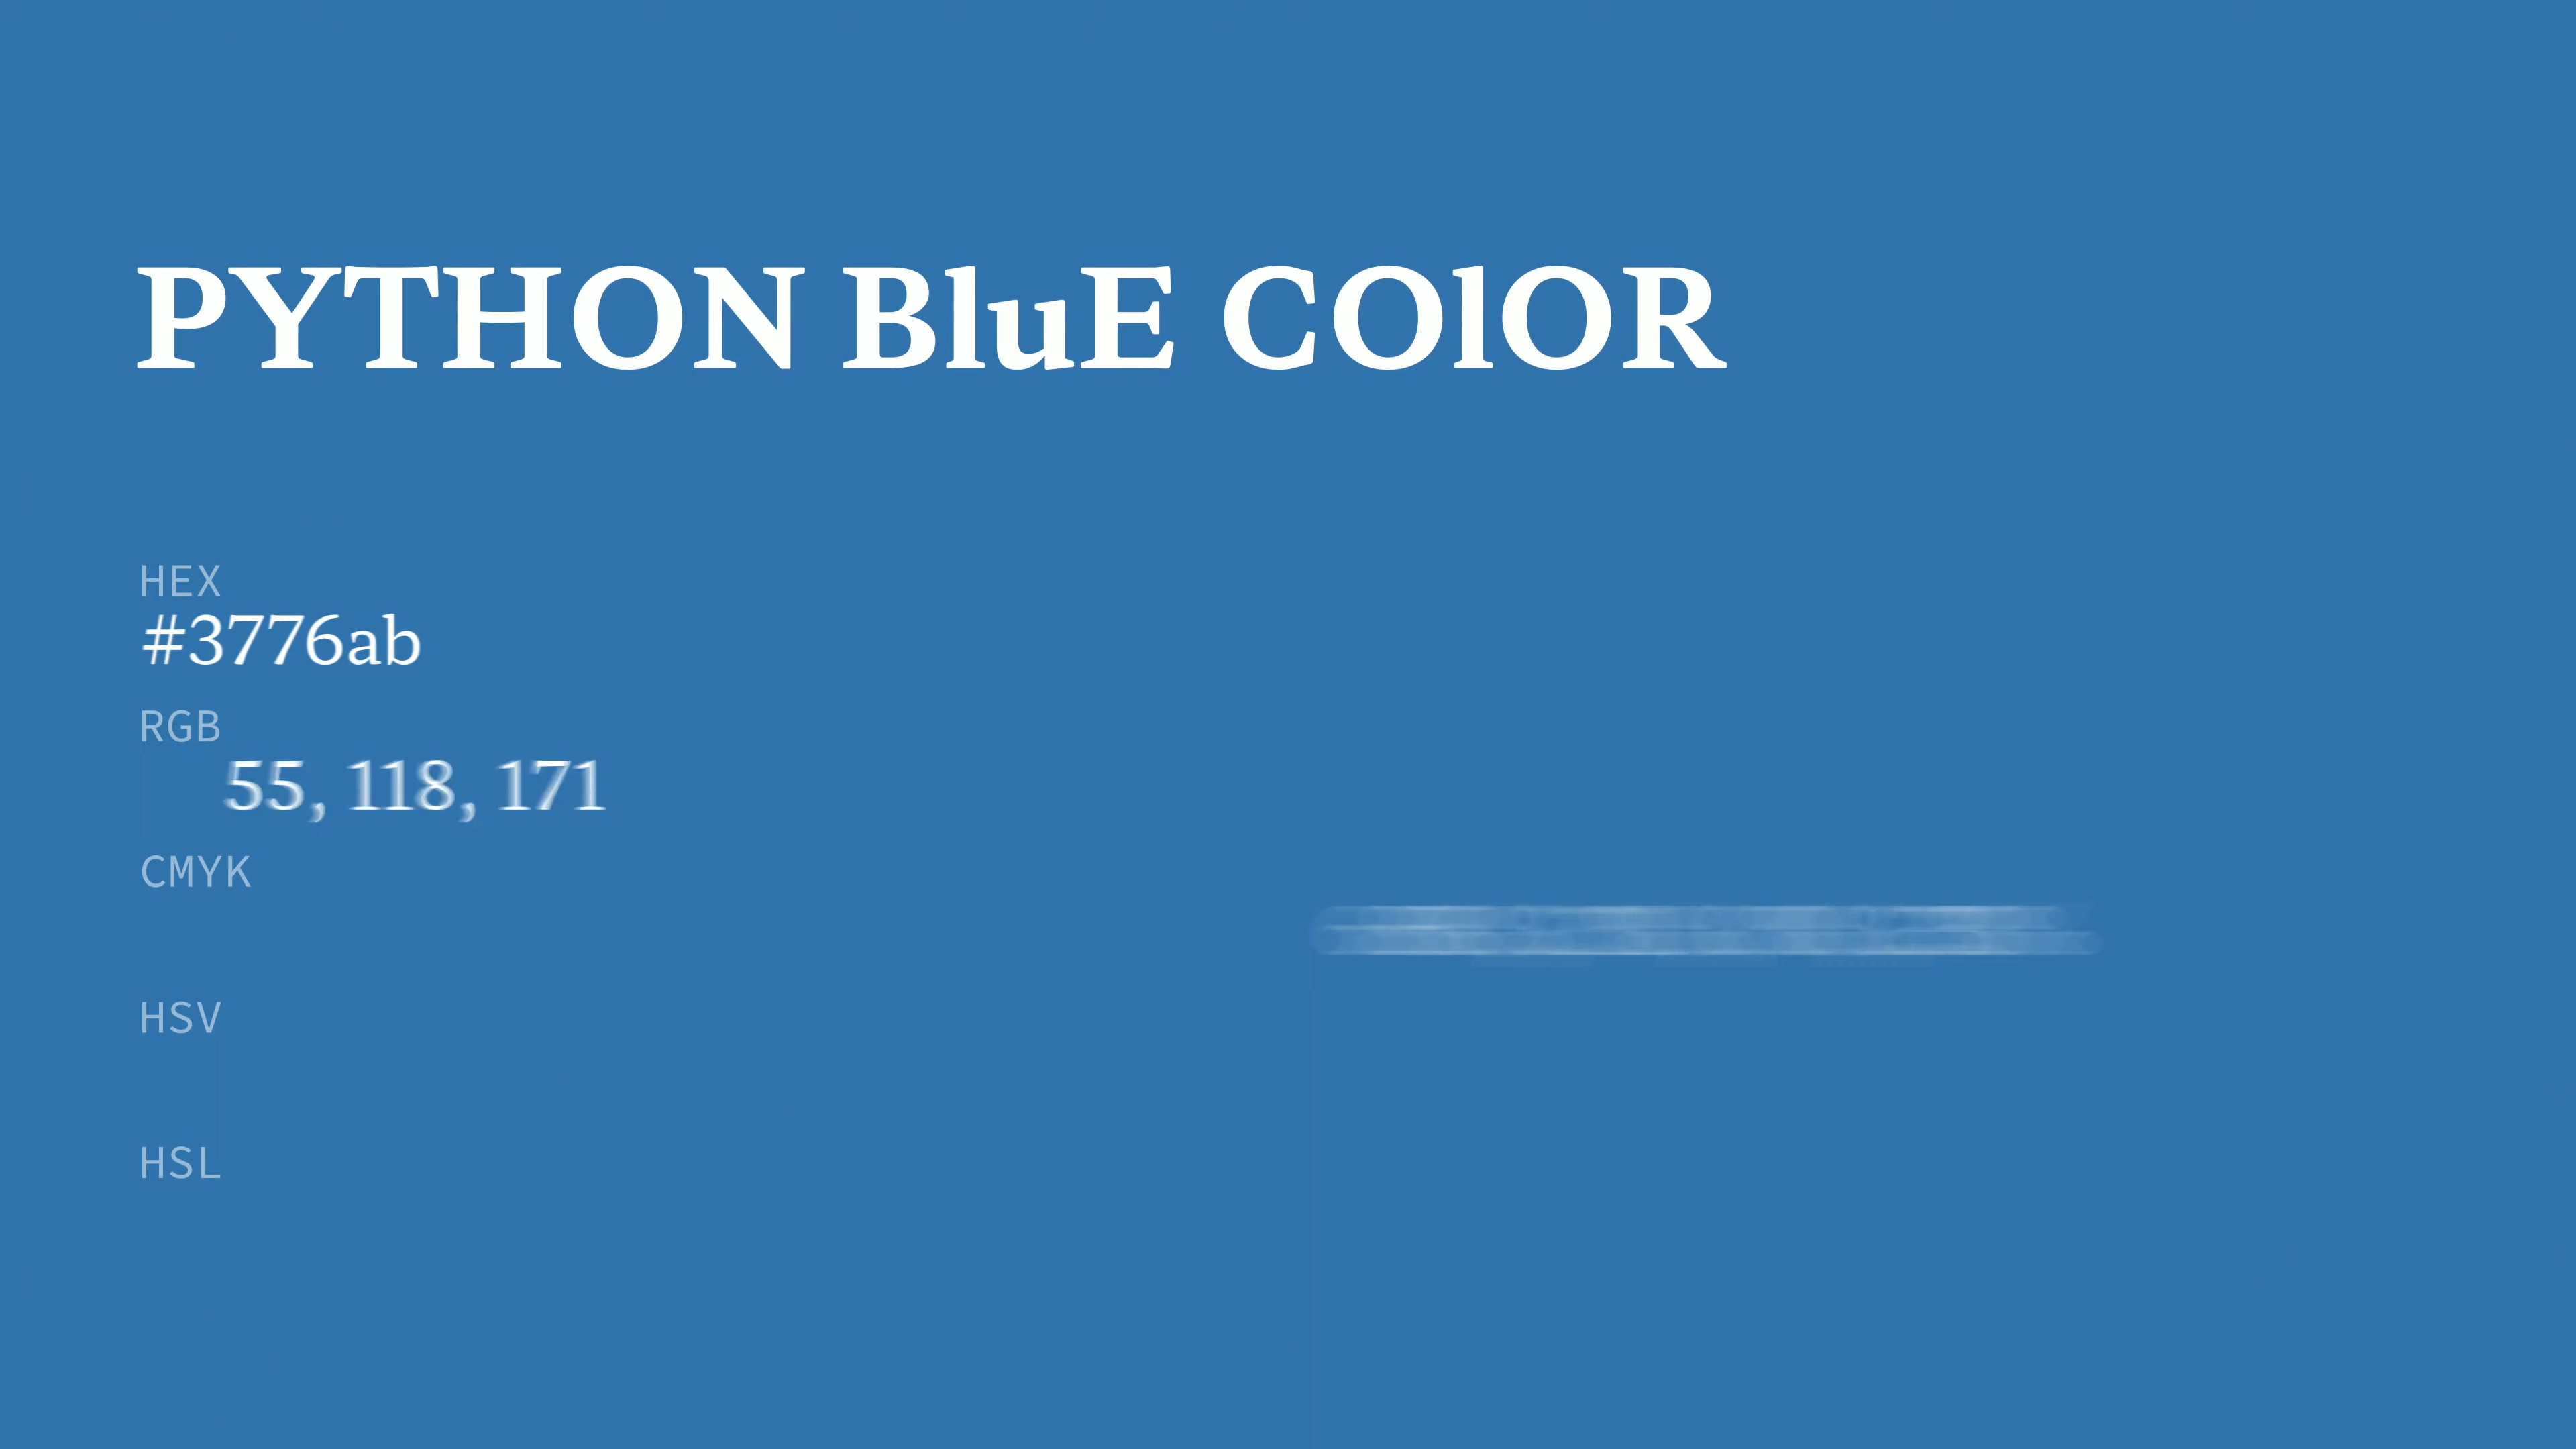 PYTHON BluE COlOR
HEX
#3776ab
RGB
55, 118, 171
CMYK
HSV
HSL